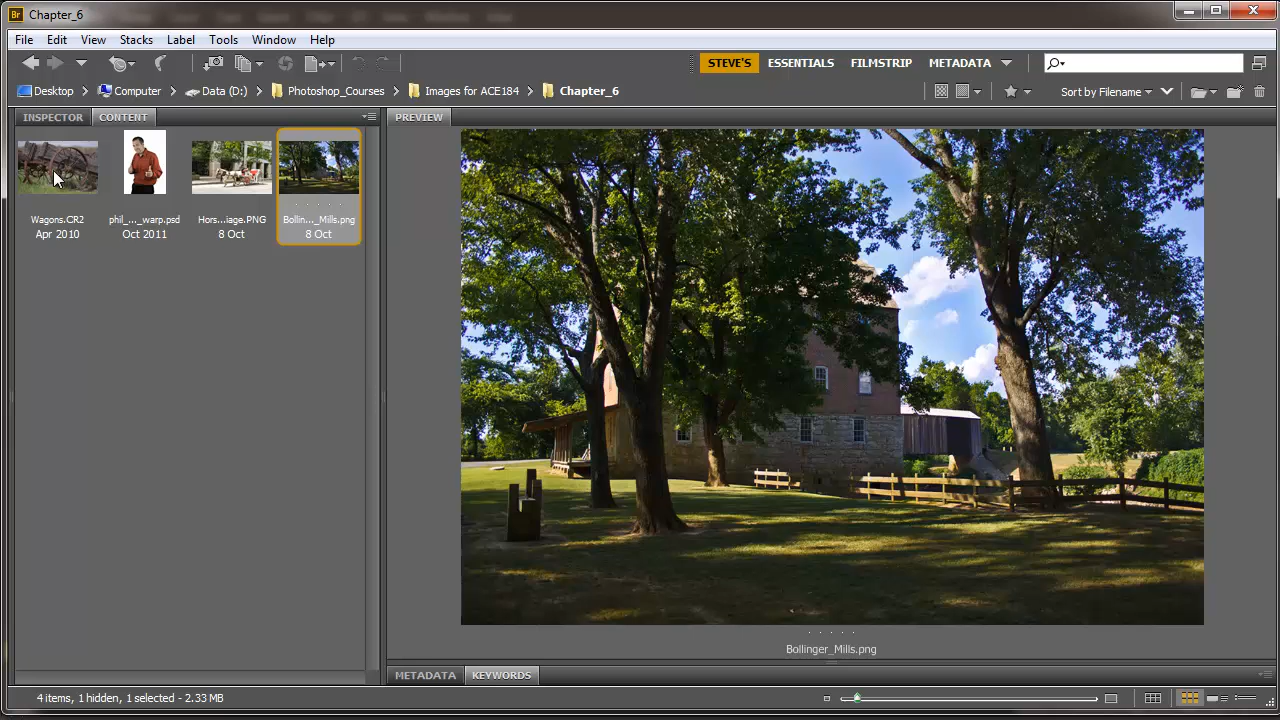 Br Chapter_6
File Edit View Stacks Label Tools Window Help
STEVE'S ESSENTIALS FILMSTRIP METADATA
Desktop Computer Data (D:) Photoshop_Courses Images for ACE184 Chapter_6 Sort by Filename
INSPECTOR CONTENT PREVIEW
Wagons.CR2 phil_..._warp.psd Hors...iage.PNG Bollin..._Mills.png
Apr 2010 Oct 2011 8 Oct 8 Oct
Bollinger_Mills.png
METADATA KEYWORDS
4 items, 1 hidden, 1 selected - 2.33 MB